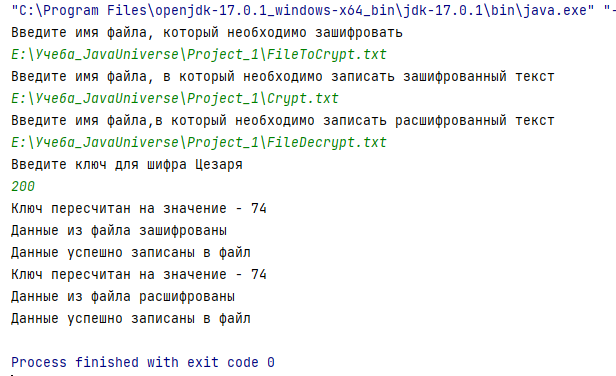 "C:\Program Files\openjdk-17.0.1_windows-x64_bin\jdk-17.0.1\bin\java.exe" "-
Введите имя файла, который необходимо зашифровать
E:\Учеба_JavaUniverse\Project_1\FileToCrypt.txt
Введите имя файла, в который необходимо записать зашифрованный текст
E:\Учеба_JavaUniverse\Project_1\Crypt.txt
Введите имя файла,в который необходимо записать расшифрованный текст
E:\Учеба_JavaUniverse\Project_1\FileDecrypt.txt
Введите ключ для шифра Цезаря
200
Ключ пересчитан на значение - 74
Данные из файла зашифрованы
Данные успешно записаны в файл
Ключ пересчитан на значение - 74
Данные из файла расшифрованы
Данные успешно записаны в файл
Process finished with exit code 0